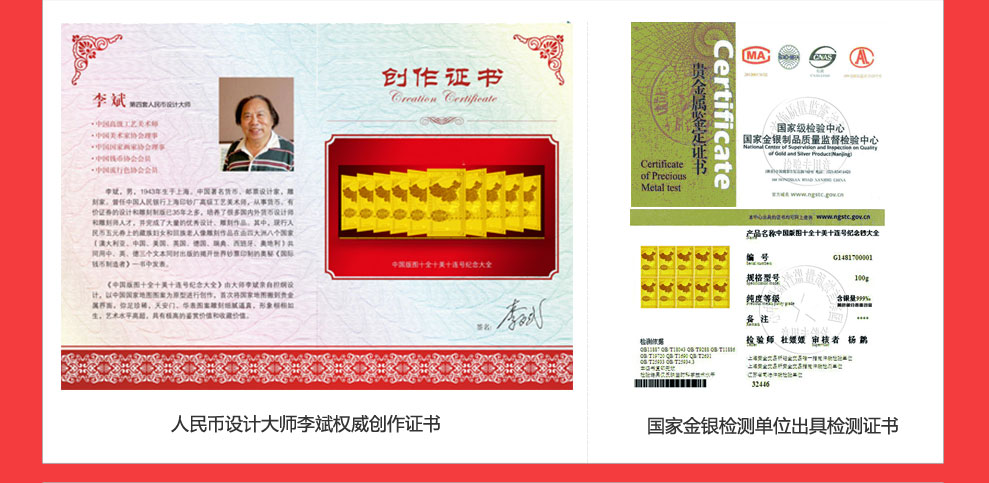 创作证书
Creation Certificate
李 斌 第四套人民币设计大师
• 中国高级工艺美术师
• 中国美术家协会理事
• 中国国家画家协会理事
• 中国钱币协会会员
• 中国流行色协会会员
李斌，男，1943年生于上海，中国著名货币、邮票设计家，雕
刻家。曾任中国人民银行上海印钞厂高级工艺美术师，从事货币、有
价证券的设计和雕刻制版已35年之多，培养了很多国内外货币设计师
和雕刻师人才，并完成了大量的优秀设计、雕刻作品。其中，现行人
民币五元券上的藏族妇女和回族老人像雕刻作品在由四大洲八个国家
（澳大利亚、中国、美国、英国、德国、瑞典、西班牙、奥地利）共
同用中、英、德三个文本同时出版的揭开世界钞票印制的奥秘《国际
钱币制造者》一书中发表。
《中国版图十全十美十连号纪念大全》由大师李斌亲自担纲设
计，以中国国家地图图案为原型进行创作，首次将国家地图雕刻贵金
属界面，仰芷珍稀，天安门、华表图案雕刻细腻逼真，形象栩栩如
生，艺术水平高超，具有极高的鉴赏价值和收藏价值。
中国版图十全十美十连号纪念大全
签名：李斌
人民币设计大师李斌权威创作证书
Certificate
贵金属鉴定证书
Certificate
of Precious
Metal test
MA
CNAS
国家级检验中心
国家金银制品质量监督检验中心
National Center of Supervision and Inspection on Quality
of Gold and Silver Product(Nanjing)
www.ngstc.gov.cn
www.ngstc.gov.cn
产品名称 中国版图十全十美十连号纪念钞大全
编 号 G1481700001
规格型号 100g
纯度等级 含银量999‰
备 注 ****
检验师 杜媛媛 审核者 杨鹬
检测依据
32446
国家金银检测单位出具检测证书